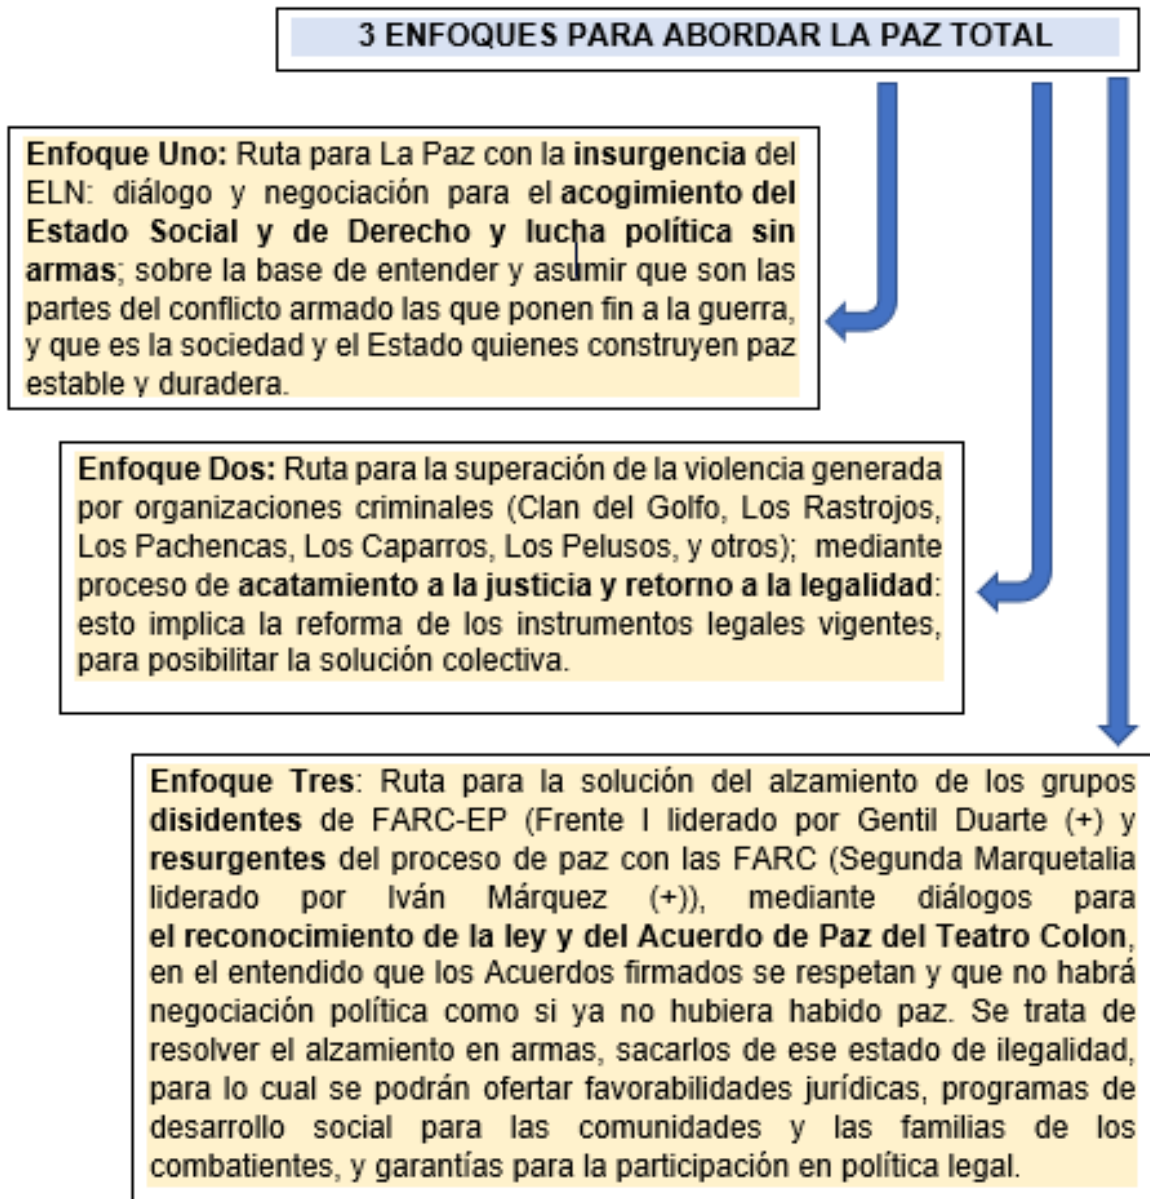 3 ENFOQUES PARA ABORDAR LA PAZ TOTAL
Enfoque Uno: Ruta para La Paz con la insurgencia del
ELN: diálogo y negociación para el acogimiento del
Estado Social y de Derecho y lucha política sin
armas; sobre la base de entender y asumir que son las
partes del conflicto armado las que ponen fin a la guerra,
y que es la sociedad y el Estado quienes construyen paz
estable y duradera.
Enfoque Dos: Ruta para la superación de la violencia generada
por organizaciones criminales (Clan del Golfo, Los Rastrojos,
Los Pachencas, Los Caparros, Los Pelusos, y otros); mediante
proceso de acatamiento a la justicia y retorno a la legalidad:
esto implica la reforma de los instrumentos legales vigentes,
para posibilitar la solución colectiva.
Enfoque Tres: Ruta para la solución del alzamiento de los grupos
disidentes de FARC-EP (Frente I liderado por Gentil Duarte (+) y
resurgentes del proceso de paz con las FARC (Segunda Marquetalia
liderado por Iván Márquez (+)), mediante diálogos para
el reconocimiento de la ley y del Acuerdo de Paz del Teatro Colon,
en el entendido que los Acuerdos firmados se respetan y que no habrá
negociación política como si ya no hubiera habido paz. Se trata de
resolver el alzamiento en armas, sacarlos de ese estado de ilegalidad,
para lo cual se podrán ofertar favorabilidades jurídicas, programas de
desarrollo social para las comunidades y las familias de los
combatientes, y garantías para la participación en política legal.